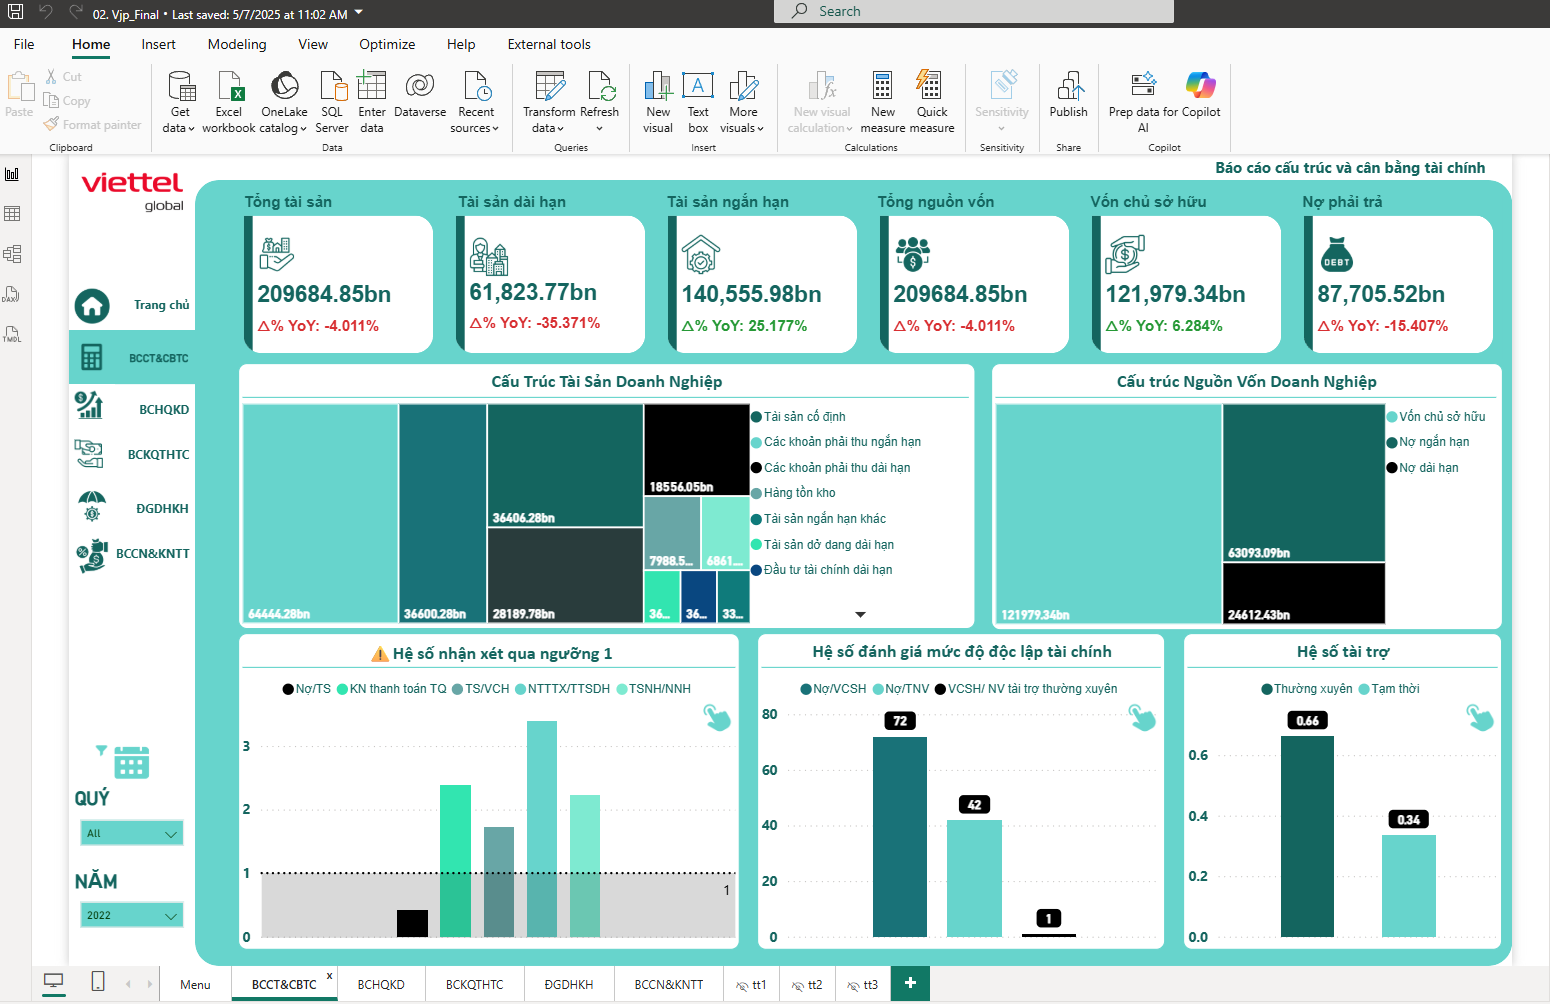 02. Vjp_Final • Last saved: 5/7/2025 at 11:02 AM
Search
File Home Insert Modeling View Optimize Help External tools
Paste
Cut
Copy
Format painter
Clipboard
Get data
Excel workbook
OneLake catalog
SQL Server
Enter data
Dataverse
Recent sources
Data
Transform data
Refresh
Queries
New visual
Text box
More visuals
Insert
New visual calculation
New measure
Quick measure
Calculations
Sensitivity
Sensitivity
Publish
Share
Prep data for AI
Copilot
Copilot
DAX
TMDL
viettel
global
Báo cáo cấu trúc và cân bằng tài chính
Trang chủ
BCCT&CBTC
BCHQKD
BCKQTHTC
ĐGDHKH
BCCN&KNTT
QUÝ
All
NĂM
2022
Tổng tài sản
209684.85bn
△% YoY: -4.011%
Tài sản dài hạn
61,823.77bn
△% YoY: -35.371%
Tài sản ngắn hạn
140,555.98bn
△% YoY: 25.177%
Tổng nguồn vốn
209684.85bn
△% YoY: -4.011%
Vốn chủ sở hữu
121,979.34bn
△% YoY: 6.284%
Nợ phải trả
DEBT
87,705.52bn
△% YoY: -15.407%
Cấu Trúc Tài Sản Doanh Nghiệp
64444.28bn
36600.28bn
36406.28bn
28189.78bn
18556.05bn
7988.5...
6861....
36...
36...
33...
Tài sản cố định
Các khoản phải thu ngắn hạn
Các khoản phải thu dài hạn
Hàng tồn kho
Tài sản ngắn hạn khác
Tài sản dở dang dài hạn
Đầu tư tài chính dài hạn
Cấu trúc Nguồn Vốn Doanh Nghiệp
121979.34bn
63093.09bn
24612.43bn
Vốn chủ sở hữu
Nợ ngắn hạn
Nợ dài hạn
Hệ số nhận xét qua ngưỡng 1
Nợ/TS KN thanh toán TQ TS/VCH NTTTX/TTSDH TSNH/NNH
3
2
1
0
1
Hệ số đánh giá mức độ độc lập tài chính
Nợ/VCSH Nợ/TNV VCSH/ NV tài trợ thường xuyên
80
60
40
20
0
72
42
1
Hệ số tài trợ
Thường xuyên Tạm thời
0.6
0.4
0.2
0.0
0.66
0.34
Menu BCCT&CBTC x BCHQKD BCKQTHTC ĐGDHKH BCCN&KNTT tt1 tt2 tt3 +